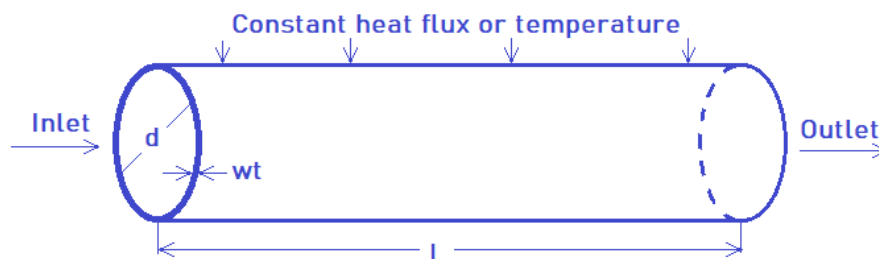 Constant heat flux or temperature
Inlet
d
wt
Outlet
l